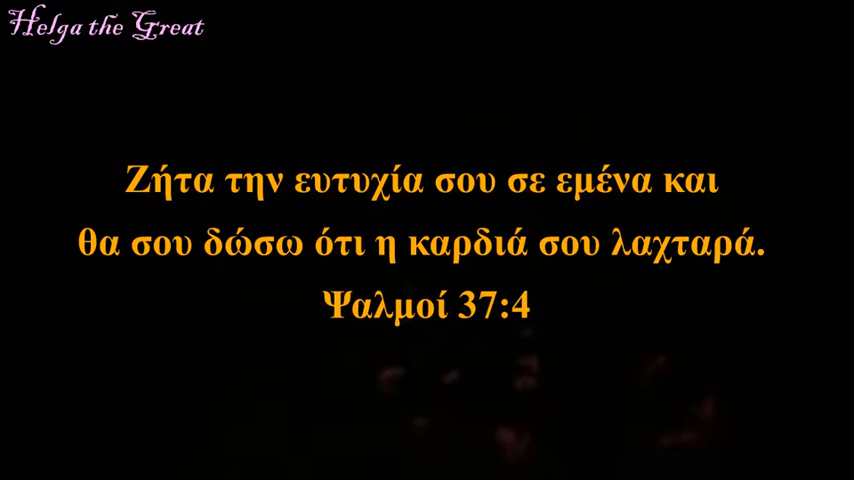 Helga the Great
Ζήτα την ευτυχία σου σε εμένα και
θα σου δώσω ότι η καρδιά σου λαχταρά.
Ψαλμοί 37:4